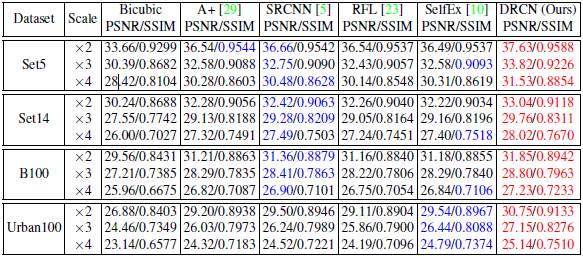 Dataset Scale Bicubic A+ [29] SRCNN [5] RFL [23] SelfEx [10] DRCN (Ours)
PSNR/SSIM PSNR/SSIM PSNR/SSIM PSNR/SSIM PSNR/SSIM PSNR/SSIM
×2 33.66/0.9299 36.54/0.9544 36.66/0.9542 36.54/0.9537 36.49/0.9537 37.63/0.9588
Set5 ×3 30.39/0.8682 32.58/0.9088 32.75/0.9090 32.43/0.9057 32.58/0.9093 33.82/0.9226
×4 28.42/0.8104 30.28/0.8603 30.48/0.8628 30.14/0.8548 30.31/0.8619 31.53/0.8854
×2 30.24/0.8688 32.28/0.9056 32.42/0.9063 32.26/0.9040 32.22/0.9034 33.04/0.9118
Set14 ×3 27.55/0.7742 29.13/0.8188 29.28/0.8209 29.05/0.8164 29.16/0.8196 29.76/0.8311
×4 26.00/0.7027 27.32/0.7491 27.49/0.7503 27.24/0.7451 27.40/0.7518 28.02/0.7670
×2 29.56/0.8431 31.21/0.8863 31.36/0.8879 31.16/0.8840 31.18/0.8855 31.85/0.8942
B100 ×3 27.21/0.7385 28.29/0.7835 28.41/0.7863 28.22/0.7806 28.29/0.7840 28.80/0.7963
×4 25.96/0.6675 26.82/0.7087 26.90/0.7101 26.75/0.7054 26.84/0.7106 27.23/0.7233
×2 26.88/0.8403 29.20/0.8938 29.50/0.8946 29.11/0.8904 29.54/0.8967 30.75/0.9133
Urban100 ×3 24.46/0.7349 26.03/0.7973 26.24/0.7989 25.86/0.7900 26.44/0.8088 27.15/0.8276
×4 23.14/0.6577 24.32/0.7183 24.52/0.7221 24.19/0.7096 24.79/0.7374 25.14/0.7510